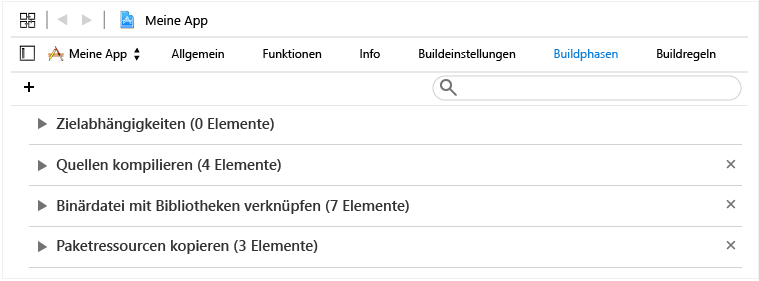 Meine App
Meine App Allgemein Funktionen Info Buildeinstellungen Buildphasen Buildregeln
Zielabhängigkeiten (0 Elemente)
Quellen kompilieren (4 Elemente)
Binärdatei mit Bibliotheken verknüpfen (7 Elemente)
Paketressourcen kopieren (3 Elemente)